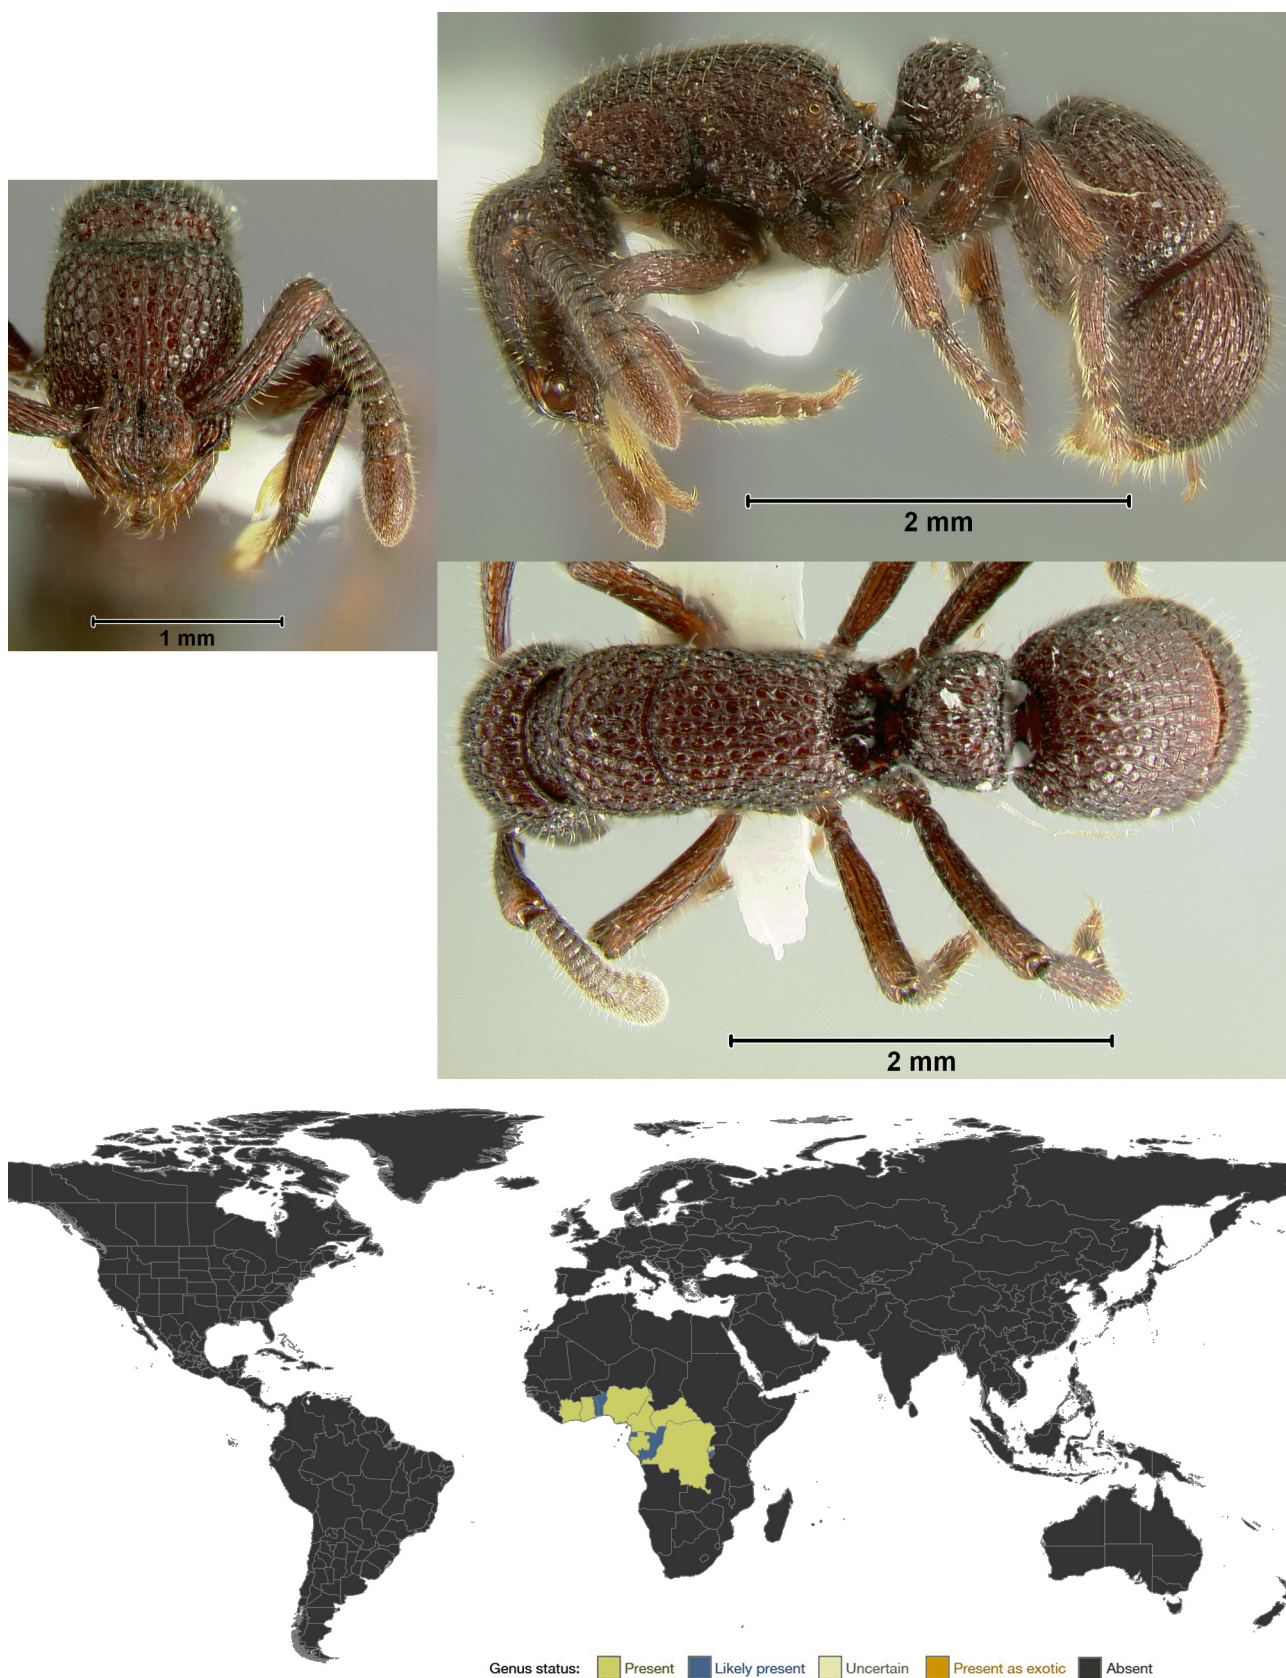 2 mm
1 mm
2 mm
Genus status: Present Likely present Uncertain Present as exotic Absent